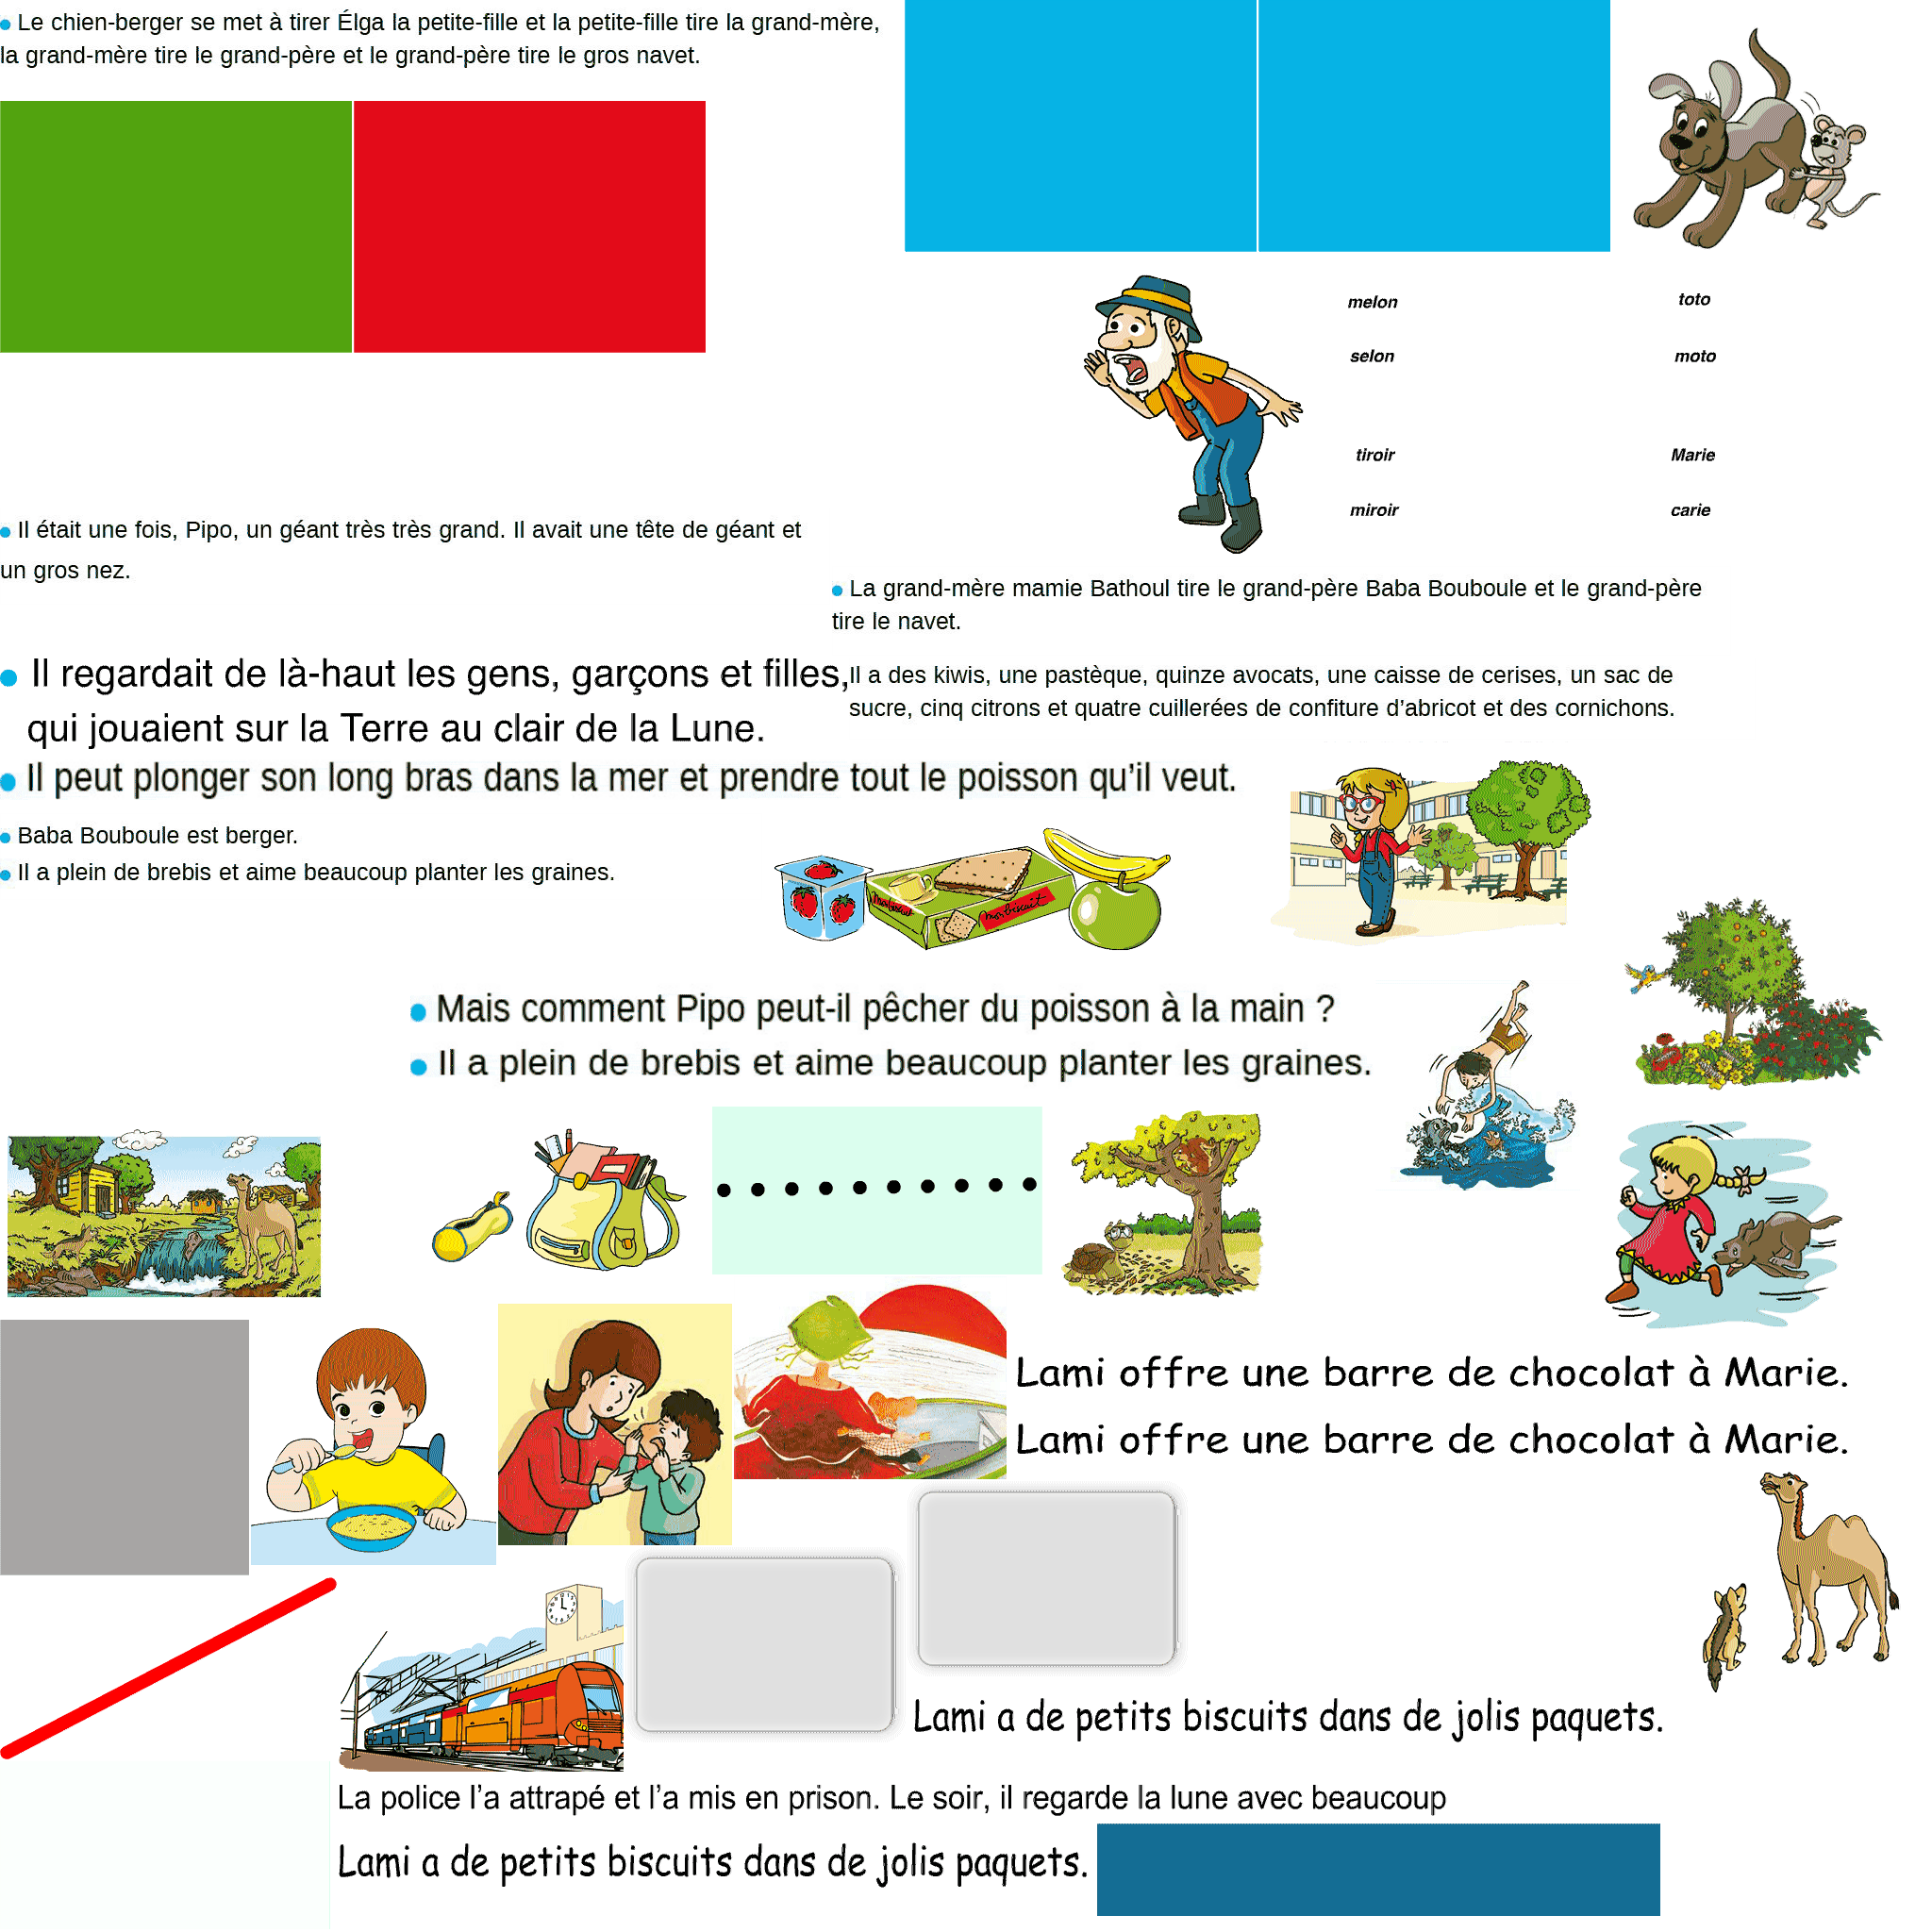 Le chien-berger se met à tirer Élga la petite-fille et la petite-fille tire la grand-mère,
la grand-mère tire le grand-père et le grand-père tire le gros navet.
melon
toto
selon
moto
tiroir
Marie
miroir
carie
Il était une fois, Pipo, un géant très très grand. Il avait une tête de géant et
un gros nez.
La grand-mère mamie Bathoul tire le grand-père Baba Bouboule et le grand-père
tire le navet.
Il regardait de là-haut les gens, garçons et filles,
qui jouaient sur la Terre au clair de la Lune.
Il a des kiwis, une pastèque, quinze avocats, une caisse de cerises, un sac de
sucre, cinq citrons et quatre cuillerées de confiture d’abricot et des cornichons.
Il peut plonger son long bras dans la mer et prendre tout le poisson qu’il veut.
Baba Bouboule est berger.
Il a plein de brebis et aime beaucoup planter les graines.
monBiscuit
Mais comment Pipo peut-il pêcher du poisson à la main ?
Il a plein de brebis et aime beaucoup planter les graines.
Lami offre une barre de chocolat à Marie.
Lami offre une barre de chocolat à Marie.
Lami a de petits biscuits dans de jolis paquets.
La police l’a attrapé et l’a mis en prison. Le soir, il regarde la lune avec beaucoup
Lami a de petits biscuits dans de jolis paquets.